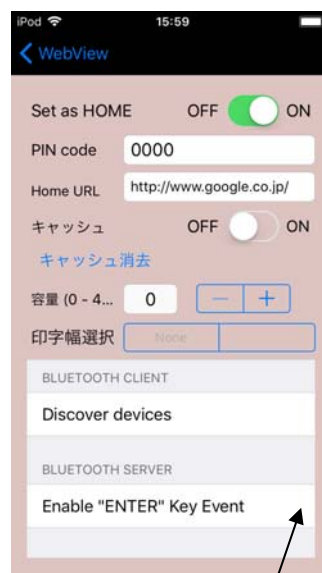 iPod 15:59
WebView
Set as HOME OFF ON
PIN code 0000
Home URL http://www.google.co.jp/
キャッシュ OFF ON
キャッシュ消去
容量 (0 - 4... 0 − +
印字幅選択 None
BLUETOOTH CLIENT
Discover devices
BLUETOOTH SERVER
Enable "ENTER" Key Event